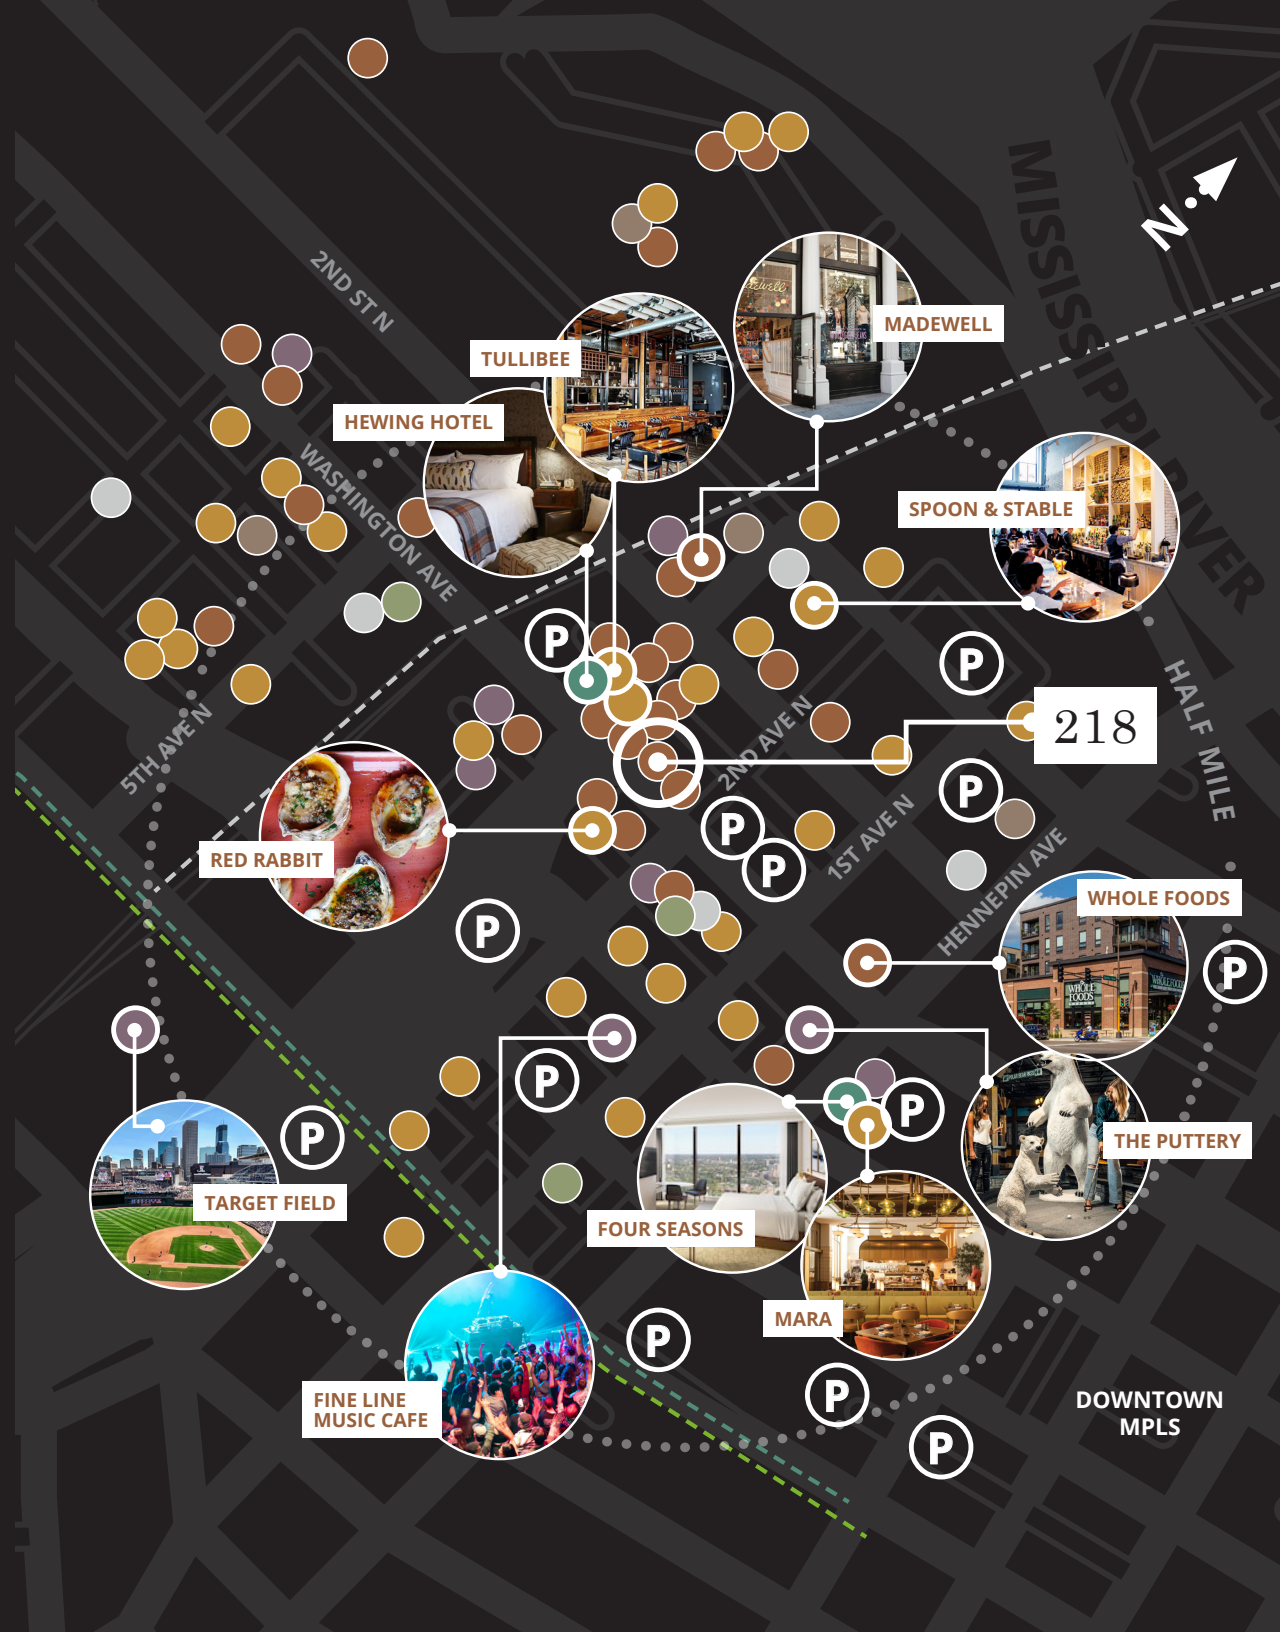 MISSISSIPPI RIVER
N
2ND ST N
MADEWELL
TULLIBEE
HEWING HOTEL
WASHINGTON AVE
SPOON & STABLE
P
P
HALF MILE
218
5TH AVE N
2ND AVE N
P
P
P
1ST AVE N
RED RABBIT
HENNEPIN AVE
WHOLE FOODS
P
P
WHOLE
FOODS
P
P
P
THE PUTTERY
TARGET FIELD
FOUR SEASONS
MARA
P
P
FINE LINE
MUSIC CAFE
DOWNTOWN
MPLS
P